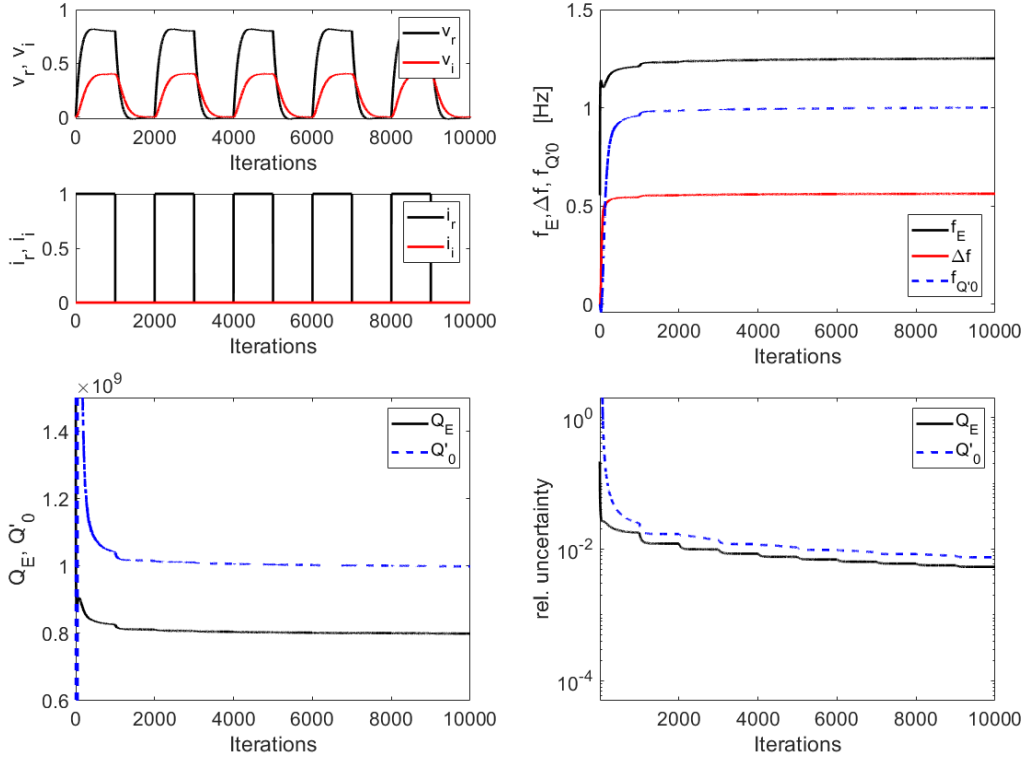 1
0.5
0
v_r, v_i
v_r
v_i
0 2000 4000 6000 8000 10000
Iterations
1
0.5
0
i_r, i_i
i_r
i_i
0 2000 4000 6000 8000 10000
Iterations
1.5
1
0.5
0
f_E, Δf, f_Q'0 [Hz]
f_E
Δf
f_Q'0
0 2000 4000 6000 8000 10000
Iterations
×10^9
1.4
1.2
1
0.8
0.6
Q_E, Q'_0
Q_E
Q'_0
0 2000 4000 6000 8000 10000
Iterations
10^0
10^-2
10^-4
rel. uncertainty
Q_E
Q'_0
2000 4000 6000 8000 10000
Iterations